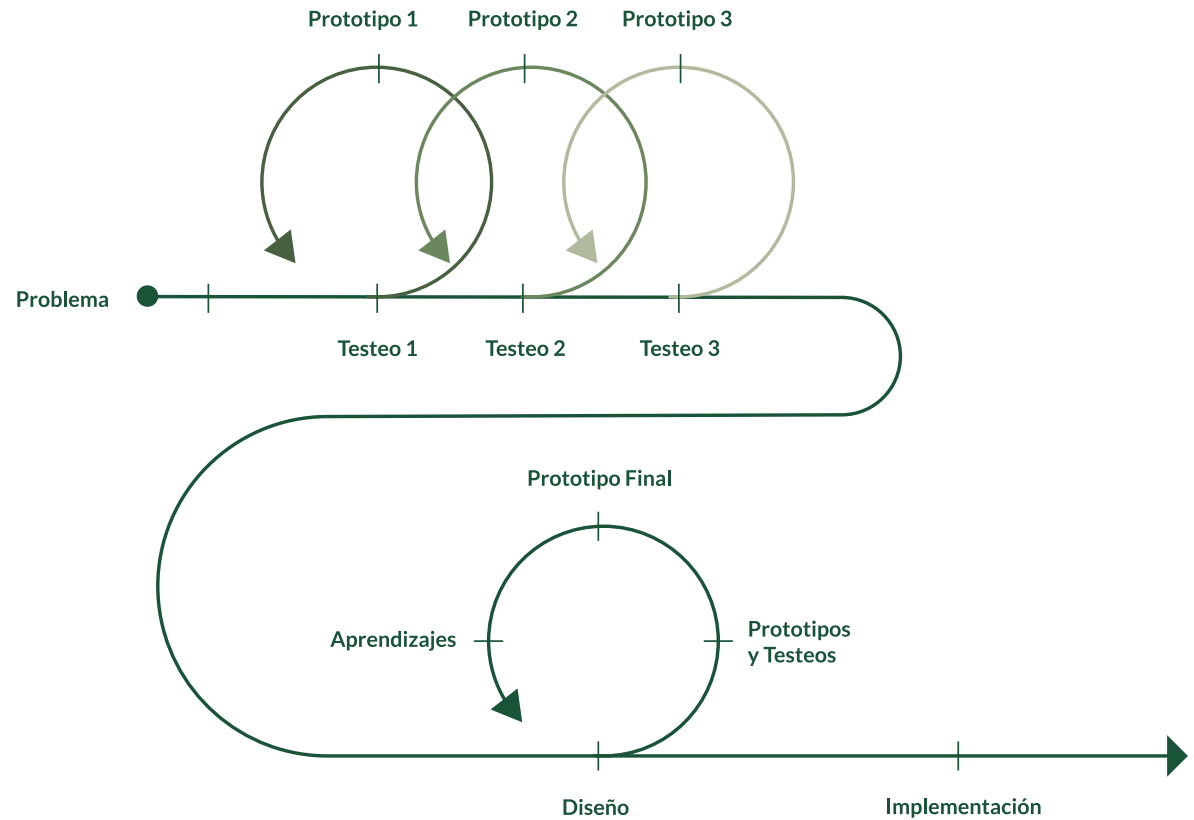 Prototipo 1
Prototipo 2
Prototipo 3
Problema
Testeo 1
Testeo 2
Testeo 3
Prototipo Final
Aprendizajes
Prototipos
y Testeos
Diseño
Implementación